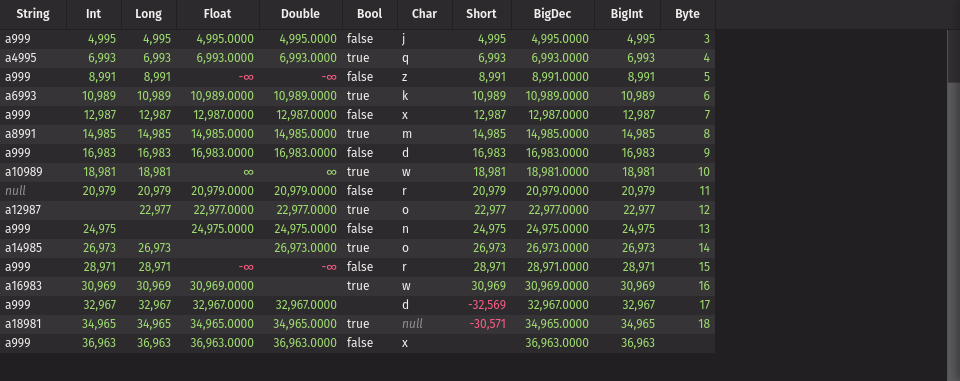 String Int Long Float Double Bool Char Short BigDec BigInt Byte
a999 4,995 4,995 4,995.0000 4,995.0000 false j 4,995 4,995.0000 4,995 3
a4995 6,993 6,993 6,993.0000 6,993.0000 true q 6,993 6,993.0000 6,993 4
a999 8,991 8,991 -∞ -∞ false z 8,991 8,991.0000 8,991 5
a6993 10,989 10,989 10,989.0000 10,989.0000 true k 10,989 10,989.0000 10,989 6
a999 12,987 12,987 12,987.0000 12,987.0000 false x 12,987 12,987.0000 12,987 7
a8991 14,985 14,985 14,985.0000 14,985.0000 true m 14,985 14,985.0000 14,985 8
a999 16,983 16,983 16,983.0000 16,983.0000 false d 16,983 16,983.0000 16,983 9
a10989 18,981 18,981 ∞ ∞ true w 18,981 18,981.0000 18,981 10
null 20,979 20,979 20,979.0000 20,979.0000 false r 20,979 20,979.0000 20,979 11
a12987 22,977 22,977.0000 22,977.0000 true o 22,977 22,977.0000 22,977 12
a999 24,975 24,975.0000 24,975.0000 false n 24,975 24,975.0000 24,975 13
a14985 26,973 26,973 26,973.0000 true o 26,973 26,973.0000 26,973 14
a999 28,971 28,971 -∞ -∞ false r 28,971 28,971.0000 28,971 15
a16983 30,969 30,969 30,969.0000 true w 30,969 30,969.0000 30,969 16
a999 32,967 32,967 32,967.0000 32,967.0000 d -32,569 32,967.0000 32,967 17
a18981 34,965 34,965 34,965.0000 34,965.0000 true null -30,571 34,965.0000 34,965 18
a999 36,963 36,963 36,963.0000 36,963.0000 false x 36,963.0000 36,963